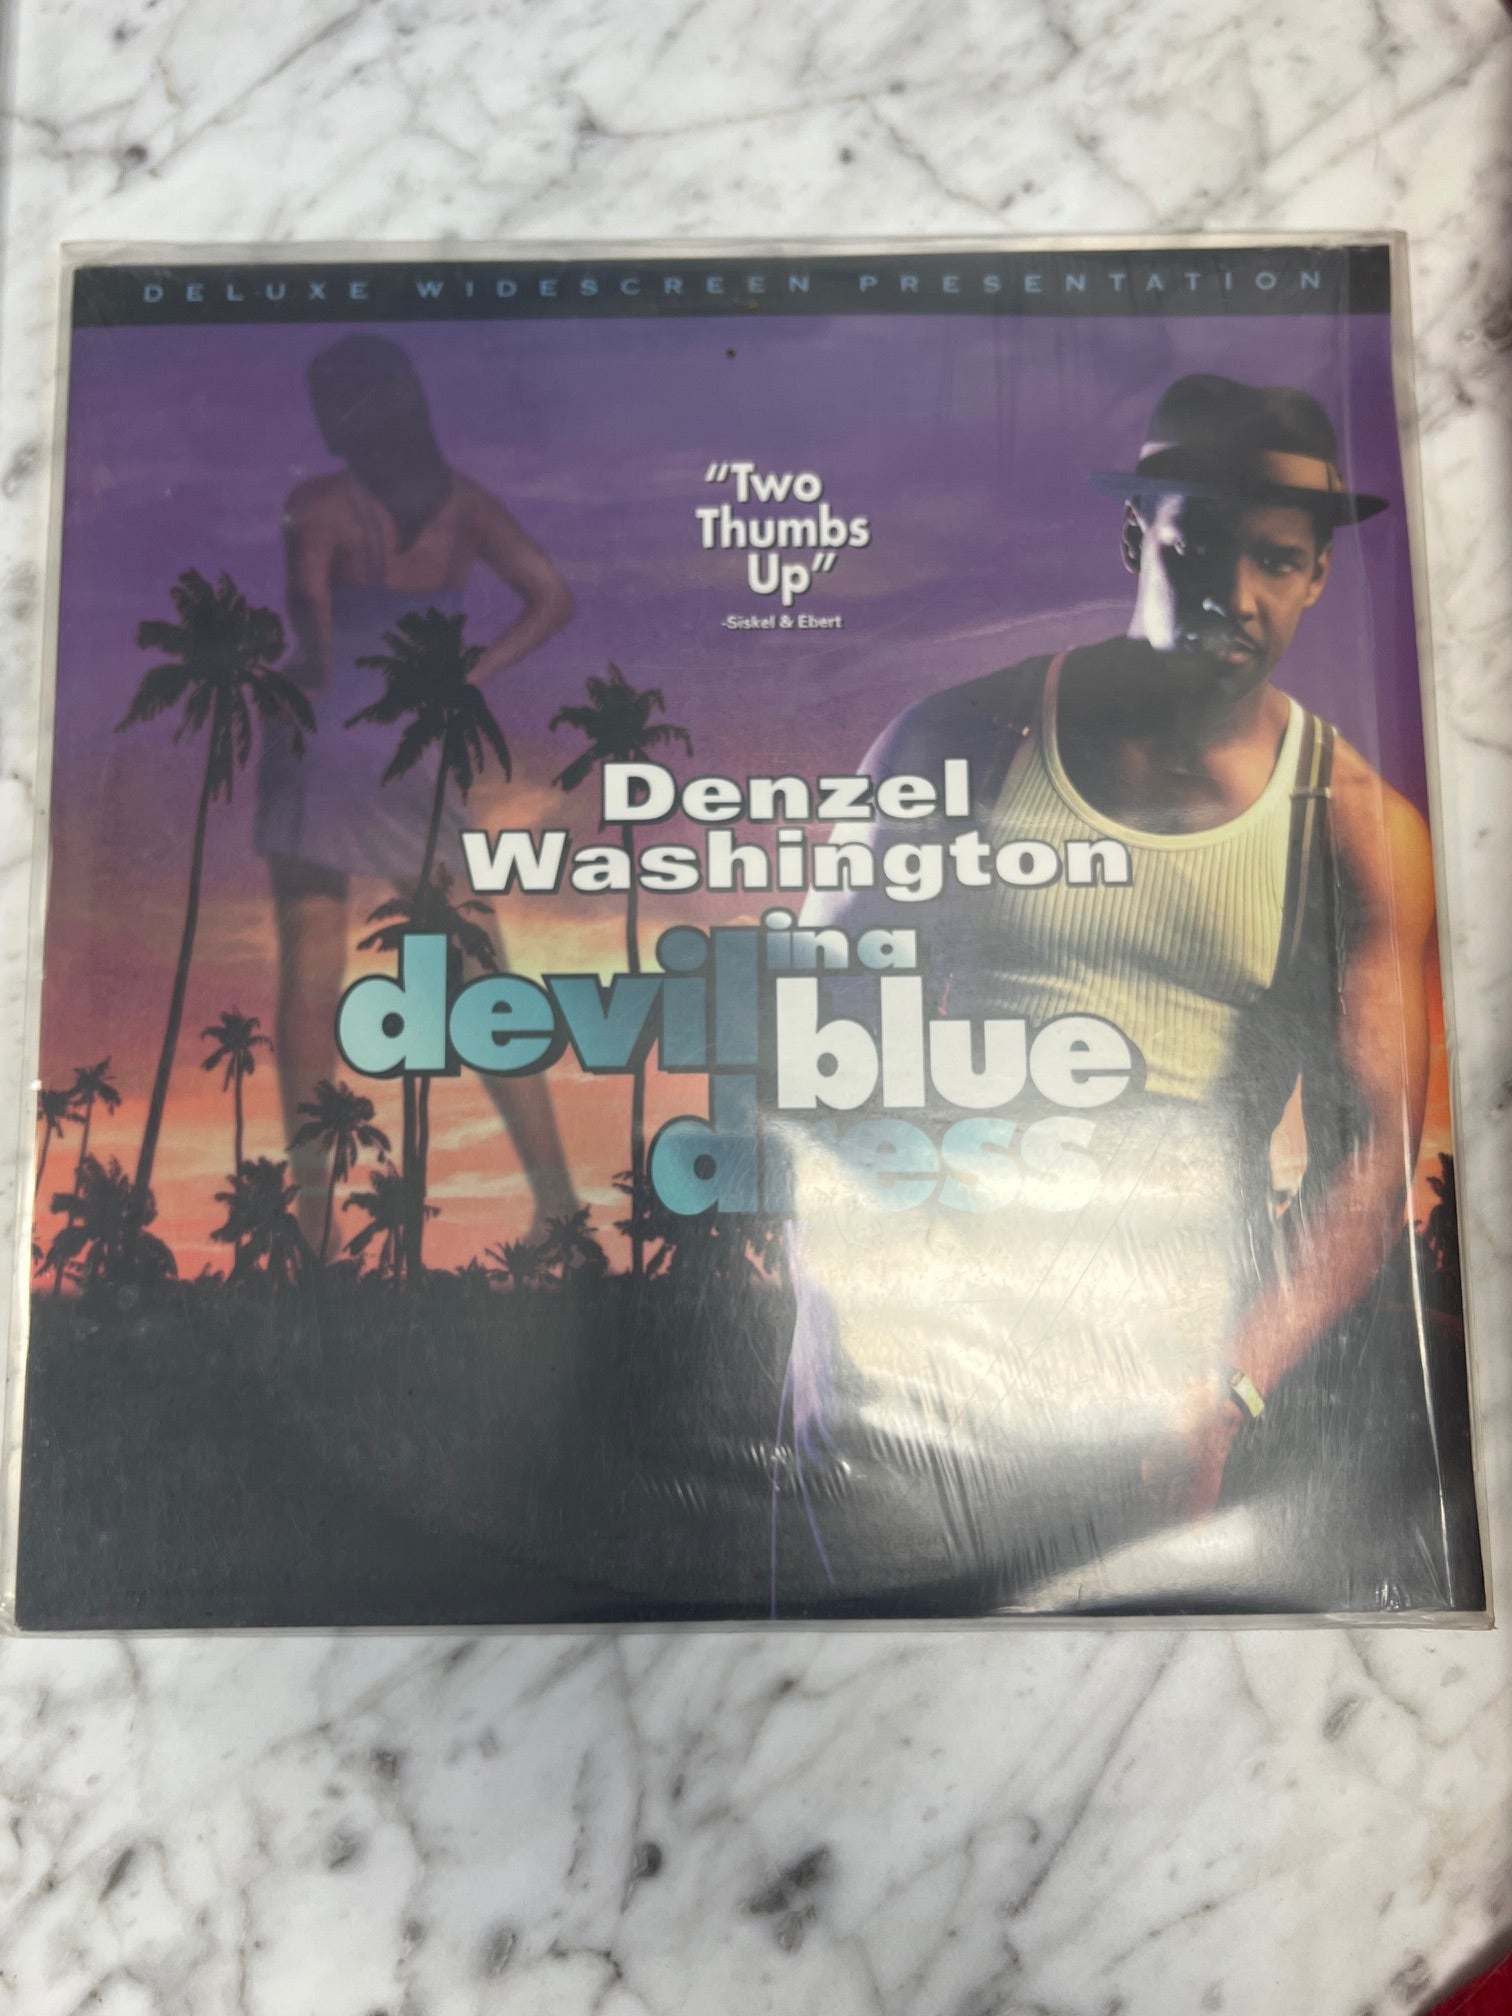 DELUXE WIDESCREEN PRESENTATION
"Two
Thumbs
Up"
-Siskel & Ebert
Denzel
Washington
devil in a
blue
dress